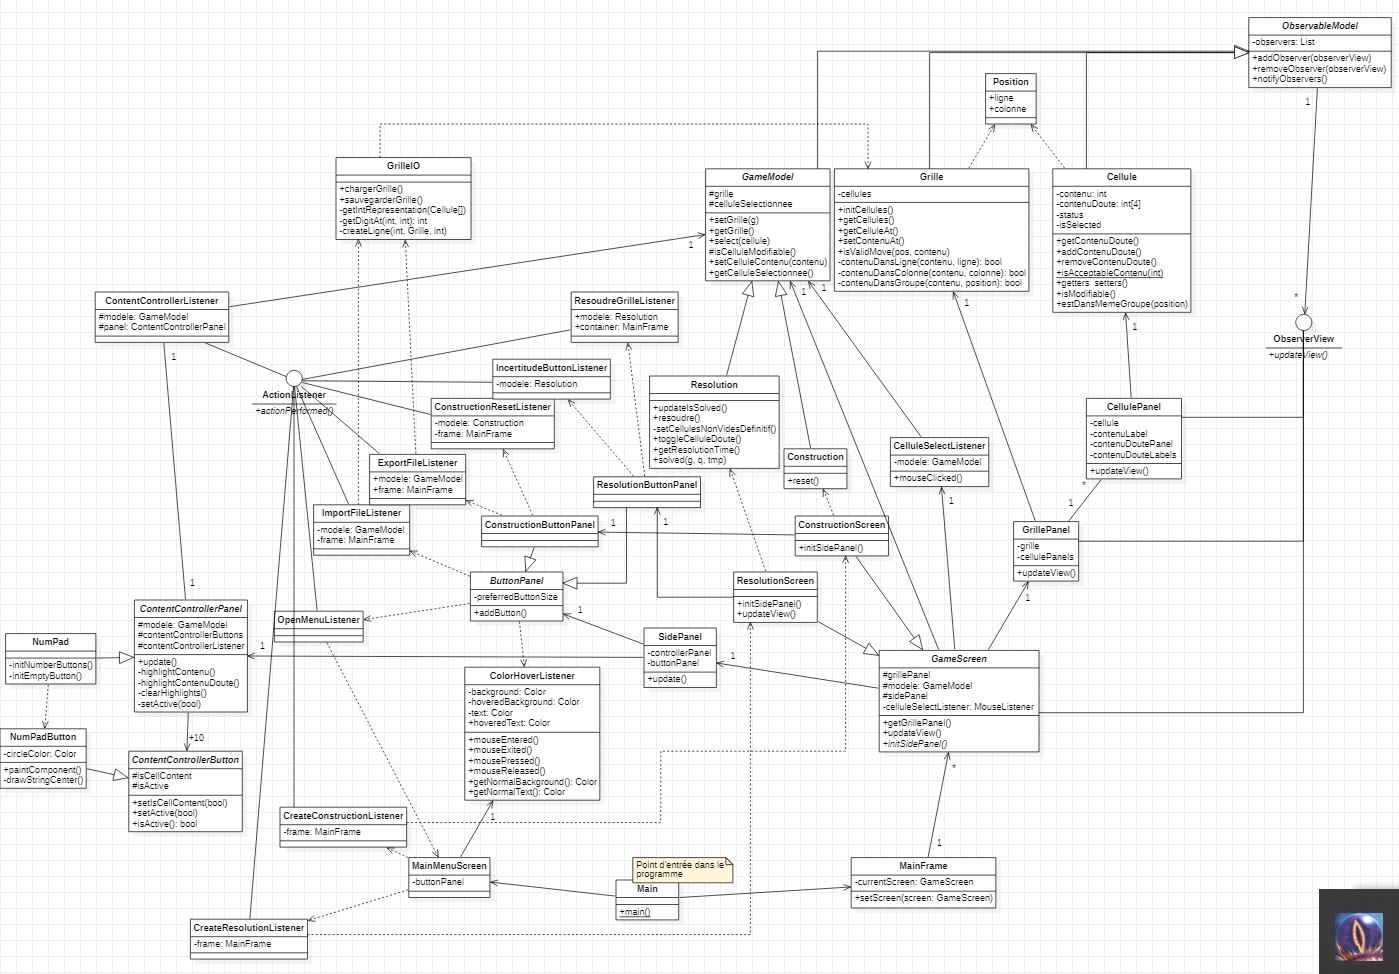 ObservableModel
-observers: List
+addObserver(observerView)
+removeObserver(observerView)
+notifyObservers()
1
Position
+ligne
+colonne
GrilleIO
+chargerGrille()
+sauvegarderGrille()
-getIntRepresentation(Cellule[])
-getDigitAt(int, int): int
-createLigne(int, Grille, int)
GameModel
#grille
#celluleSelectionnee
+setGrille(g)
+getGrille()
+select(cellule)
#isCelluleModifiable()
+setCelluleContenu(contenu)
+getCelluleSelectionnee()
1
1
1
Grille
-cellules
+initCellules()
+getCellules()
+getCelluleAt()
+setContenuAt()
+isValidMove(pos, contenu)
-contenuDansLigne(contenu, ligne): bool
-contenuDansColonne(contenu, colonne): bool
-contenuDansGroupe(contenu, position): bool
1
Cellule
-contenu: int
-contenuDoute: int[4]
-status
-isSelected
+getContenuDoute()
+addContenuDoute()
+removeContenuDoute()
+isAcceptableContenu(int)
+getters setters()
+isModifiable()
+estDansMemeGroupe(position)
1
*
ObserverView
+updateView()
ContentControllerListener
#modele: GameModel
#panel: ContentControllerPanel
1
ResoudreGrilleListener
+modele: Resolution
+container: MainFrame
ActionListener
+actionPerformed()
IncertitudeButtonListener
-modele: Resolution
ConstructionResetListener
-modele: Construction
-frame: MainFrame
Resolution
+updateIsSolved()
+resoudre()
-setCellulesNonVidesDefinitif()
+toggleCelluleDoute()
+getResolutionTime()
+solved(g, q, tmp)
CellulePanel
-cellule
-contenuLabel
-contenuDoutePanel
-contenuDouteLabels
+updateView()
*
1
ExportFileListener
+modele: GameModel
+frame: MainFrame
Construction
+reset()
CelluleSelectListener
-modele: GameModel
+mouseClicked()
1
ResolutionButtonPanel
1
ImportFileListener
-modele: GameModel
-frame: MainFrame
ConstructionButtonPanel
1
ConstructionScreen
+initSidePanel()
GrillePanel
-grille
-cellulePanels
+updateView()
1
ButtonPanel
-preferredButtonSize
+addButton()
1
ResolutionScreen
+initSidePanel()
+updateView()
1
ContentControllerPanel
#modele: GameModel
#contentControllerButtons
#contentControllerListener
+update()
-highlightContenu()
-highlightContenuDoute()
-clearHighlights()
-setActive(bool)
1
+10
OpenMenuListener
NumPad
-initNumberButtons()
-initEmptyButton()
SidePanel
-controllerPanel
-buttonPanel
+update()
1
GameScreen
#grillePanel
#modele: GameModel
#sidePanel
-celluleSelectListener: MouseListener
+getGrillePanel()
+updateView()
+initSidePanel()
*
1
ColorHoverListener
-background: Color
-hoveredBackground: Color
-text: Color
+hoveredText: Color
+mouseEntered()
+mouseExited()
+mousePressed()
+mouseReleased()
+getNormalBackground(): Color
+getNormalText(): Color
1
NumPadButton
-circleColor: Color
+paintComponent()
-drawStringCenter()
ContentControllerButton
#isCellContent
#isActive
+setIsCellContent(bool)
+setActive(bool)
+isActive(): bool
CreateConstructionListener
-frame: MainFrame
MainMenuScreen
-buttonPanel
Point d'entrée dans le
programme
Main
+main()
MainFrame
-currentScreen: GameScreen
+setScreen(screen: GameScreen)
CreateResolutionListener
-frame: MainFrame